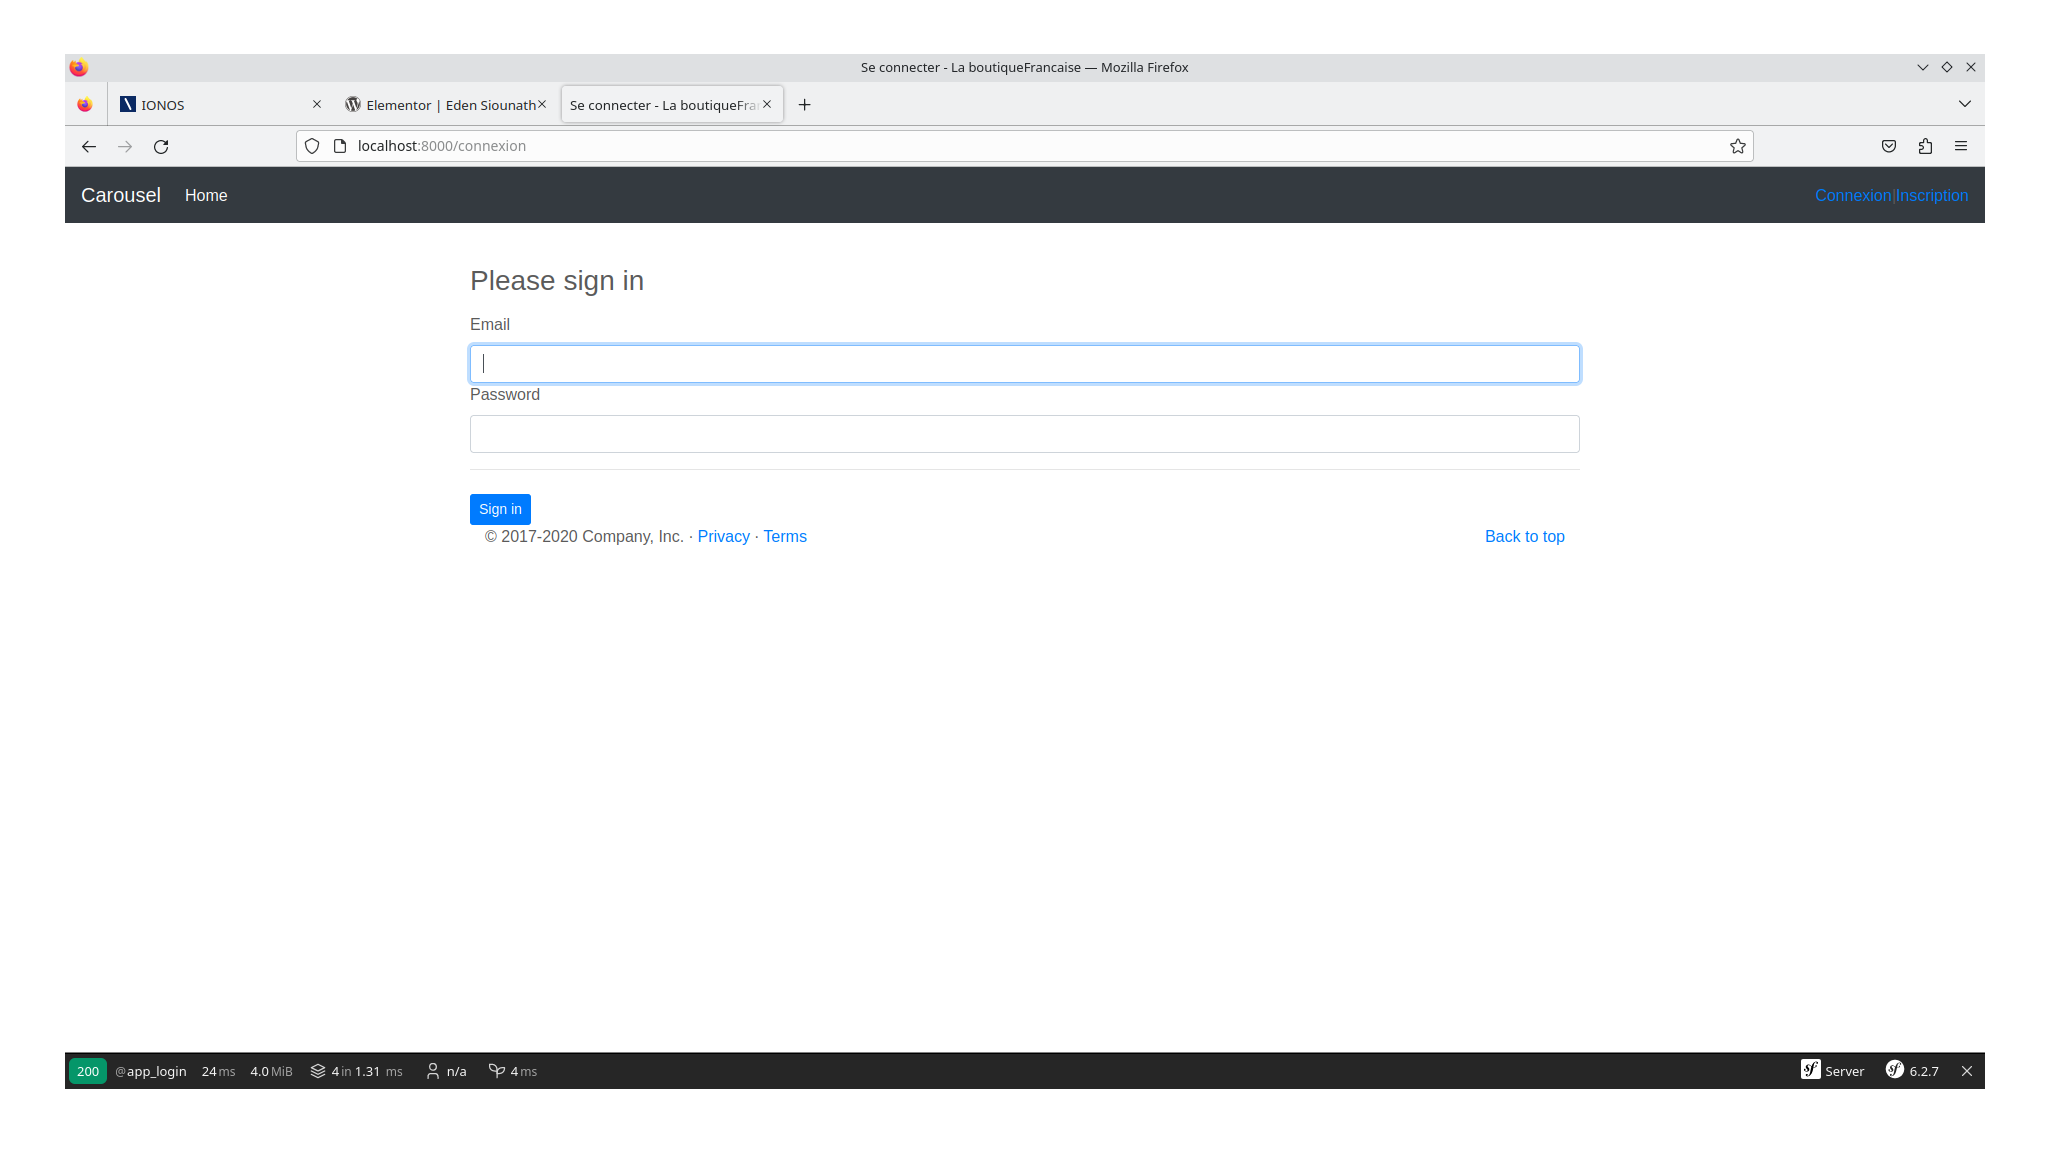 Se connecter - La boutiqueFrancaise — Mozilla Firefox
IONOS
Elementor | Eden Siounath
Se connecter - La boutiqueFra
localhost:8000/connexion
Carousel Home Connexion|Inscription
Please sign in
Email
Password
Sign in
© 2017-2020 Company, Inc. · Privacy · Terms Back to top
200 @app_login 24 ms 4.0 MiB 4 in 1.31 ms n/a 4 ms sf Server sf 6.2.7